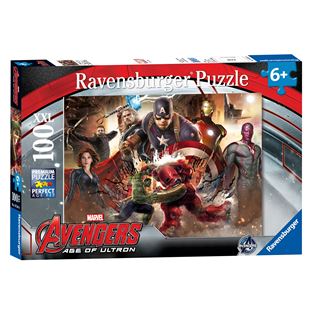 Ravensburger Puzzle
6+
100 XXL
PREMIUM
PUZZLE
PERFECT
MARVEL
AVENGERS
AGE OF ULTRON
Ravensburger